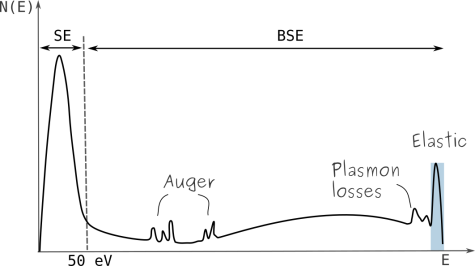 N(E)
SE
BSE
Elastic
Auger
Plasmon
losses
50 eV
E